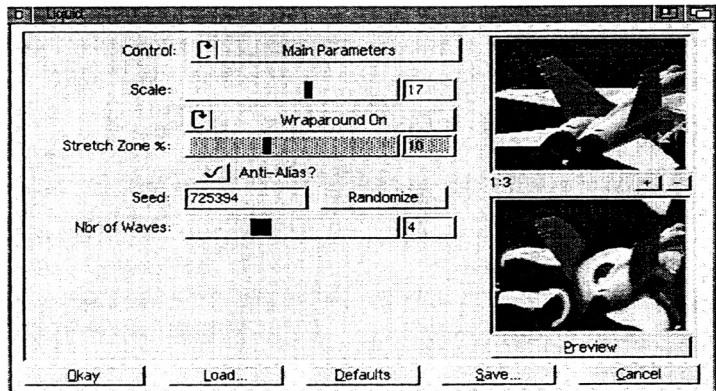 Liquid
Control: Main Parameters
Scale: 17
Wraparound On
Stretch Zone %: 10
Anti-Alias?
Seed: 725394 Randomize
Nbr of Waves: 4
1:3 + -
Preview
Okay Load... Defaults Save... Cancel